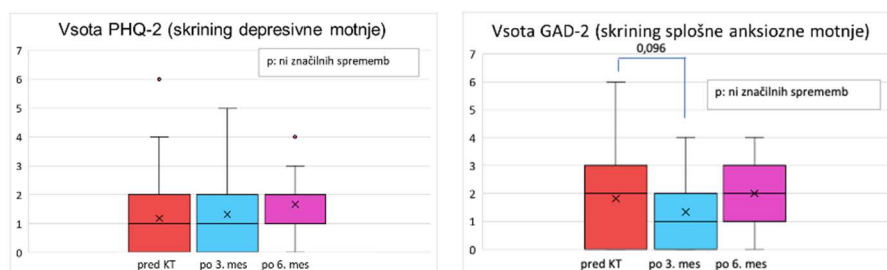 Vsota PHQ-2 (skrining depresivne motnje)
p: ni značilnih sprememb
7
6
5
4
3
2
1
0
pred KT po 3. mes po 6. mes
Vsota GAD-2 (skrining splošne anksiozne motnje)
0,096
p: ni značilnih sprememb
7
6
5
4
3
2
1
0
pred KT po 3. mes po 6. mes